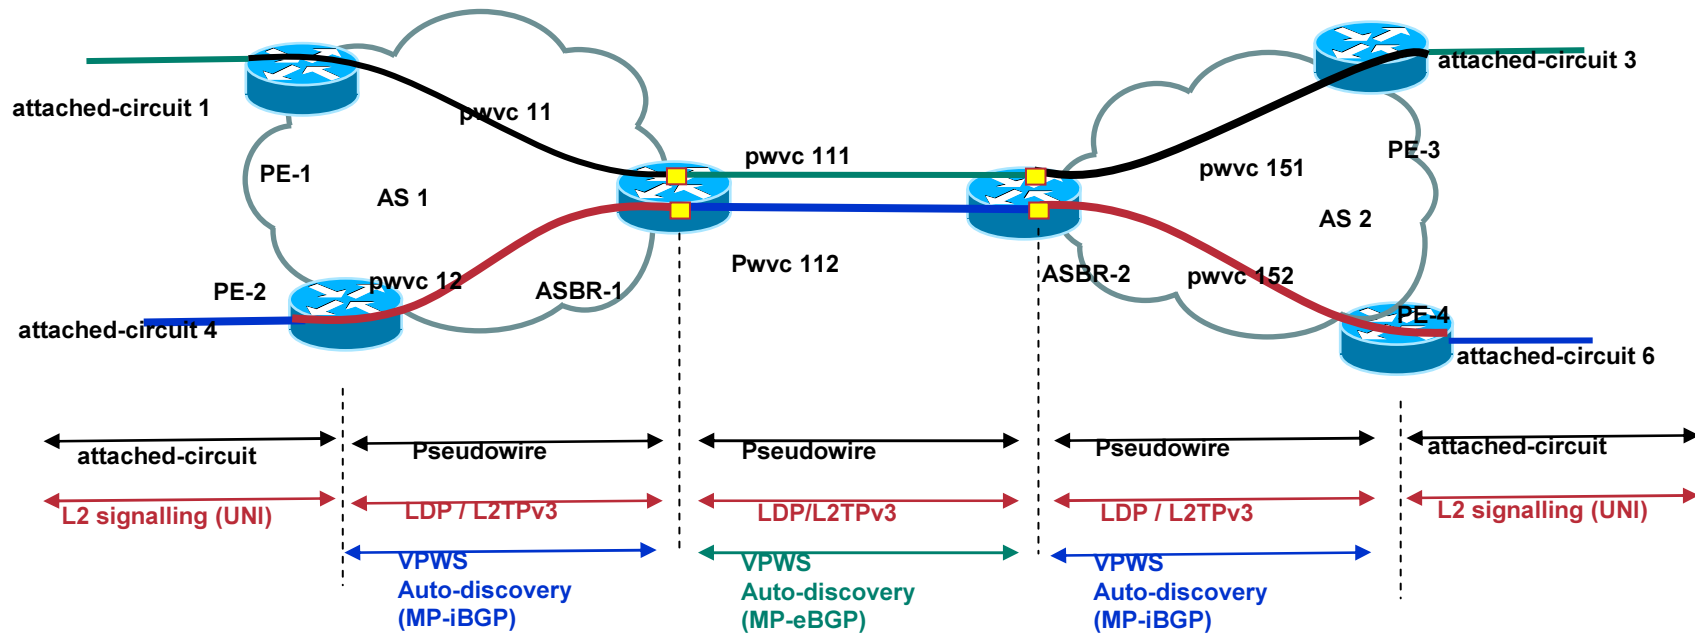 attached-circuit 1
attached-circuit 3
pwvc 11
pwvc 111
PE-1
PE-3
pwvc 151
AS 1
AS 2
Pwvc 112
ASBR-2
pwvc 152
pwvc 12
PE-2
ASBR-1
PE-4
attached-circuit 4
attached-circuit 6
attached-circuit
Pseudowire
Pseudowire
Pseudowire
attached-circuit
L2 signalling (UNI)
LDP / L2TPv3
LDP/L2TPv3
LDP / L2TPv3
L2 signalling (UNI)
VPWS
Auto-discovery
(MP-iBGP)
VPWS
Auto-discovery
(MP-eBGP)
VPWS
Auto-discovery
(MP-iBGP)